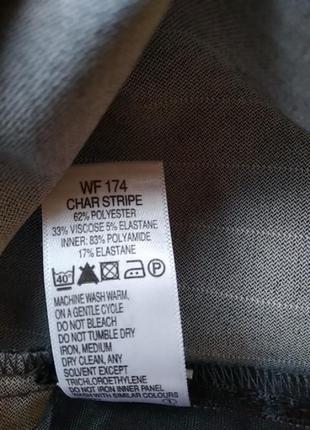 WF 174
CHAR STRIPE
62% POLYESTER
33% VISCOSE 5% ELASTANE
INNER: 83% POLYAMIDE
17% ELASTANE
40° P
MACHINE WASH WARM,
ON A GENTLE CYCLE
DO NOT BLEACH
DO NOT TUMBLE DRY
IRON, MEDIUM
DRY CLEAN, ANY
SOLVENT EXCEPT
TRICHLOROETHYLENE
DO NOT IRON INNER PANEL
WASH WITH SIMILAR COLOURS